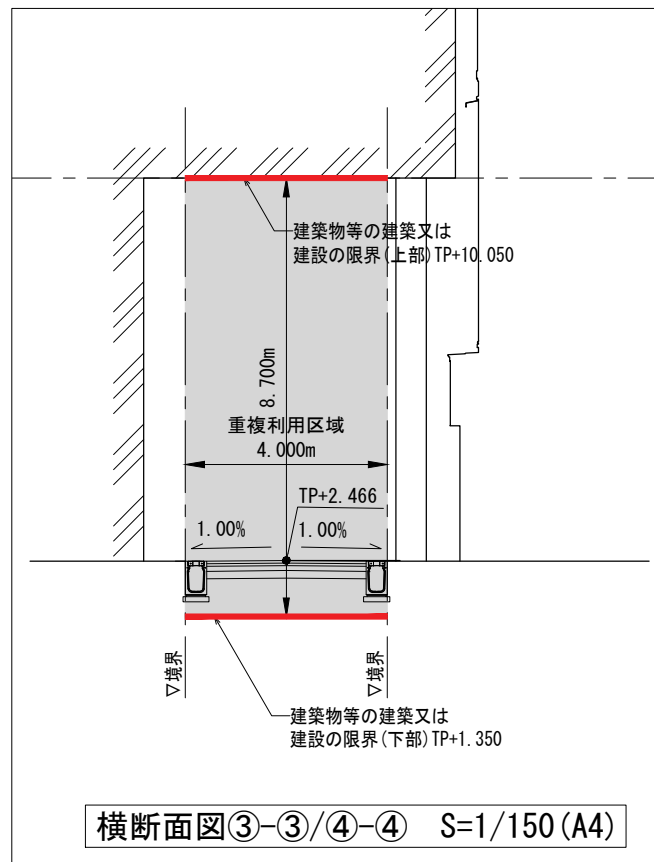 建築物等の建築又は
建設の限界(上部)TP+10.050
8.700m
重複利用区域
4.000m
TP+2.466
1.00%
1.00%
▽境界
▽境界
建築物等の建築又は
建設の限界(下部)TP+1.350
横断面図③-③/④-④ S=1/150(A4)